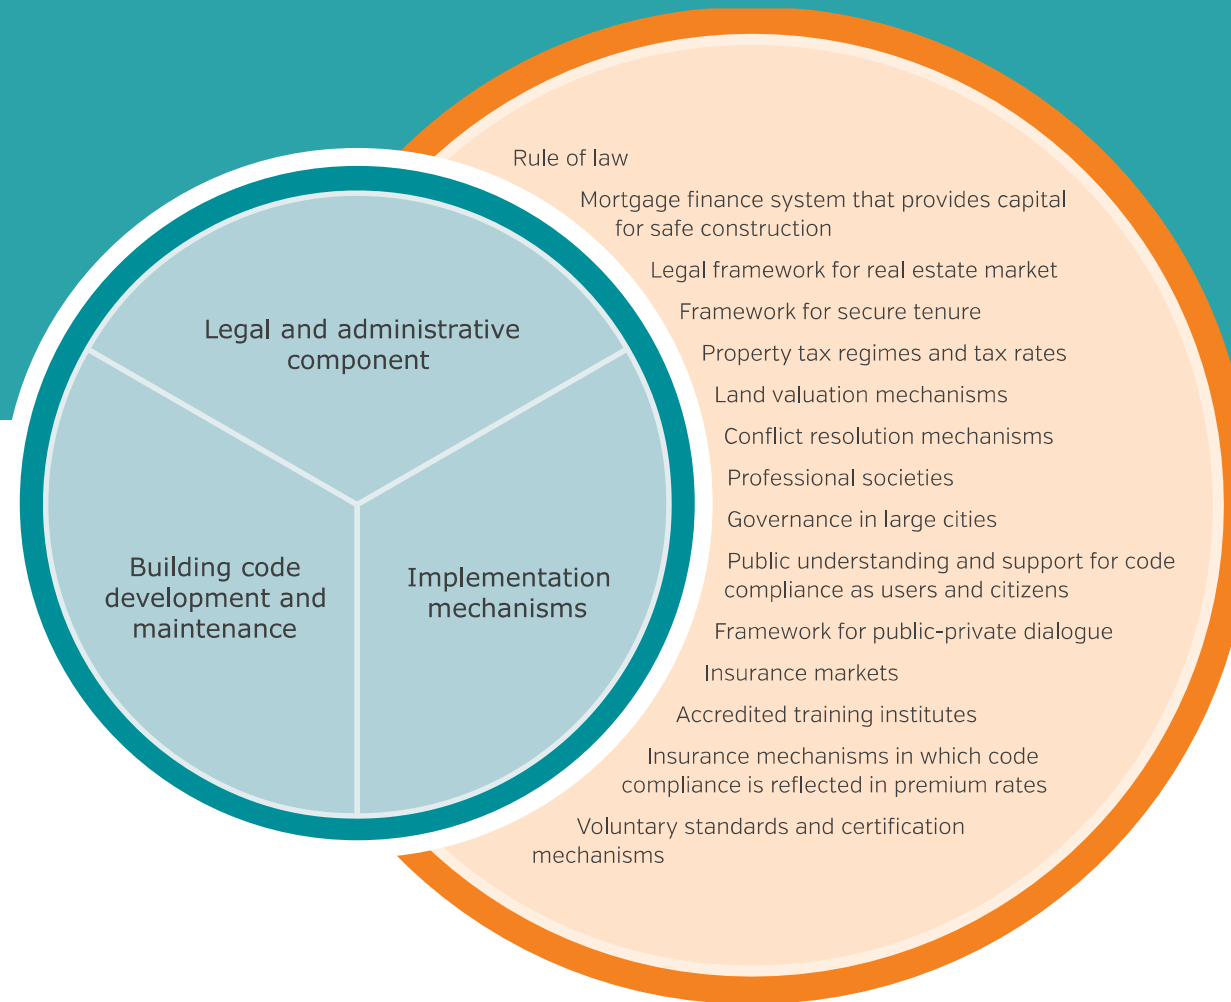 Legal and administrative
component
Building code
development and
maintenance
Implementation
mechanisms
Rule of law
Mortgage finance system that provides capital
for safe construction
Legal framework for real estate market
Framework for secure tenure
Property tax regimes and tax rates
Land valuation mechanisms
Conflict resolution mechanisms
Professional societies
Governance in large cities
Public understanding and support for code
compliance as users and citizens
Framework for public-private dialogue
Insurance markets
Accredited training institutes
Insurance mechanisms in which code
compliance is reflected in premium rates
Voluntary standards and certification
mechanisms